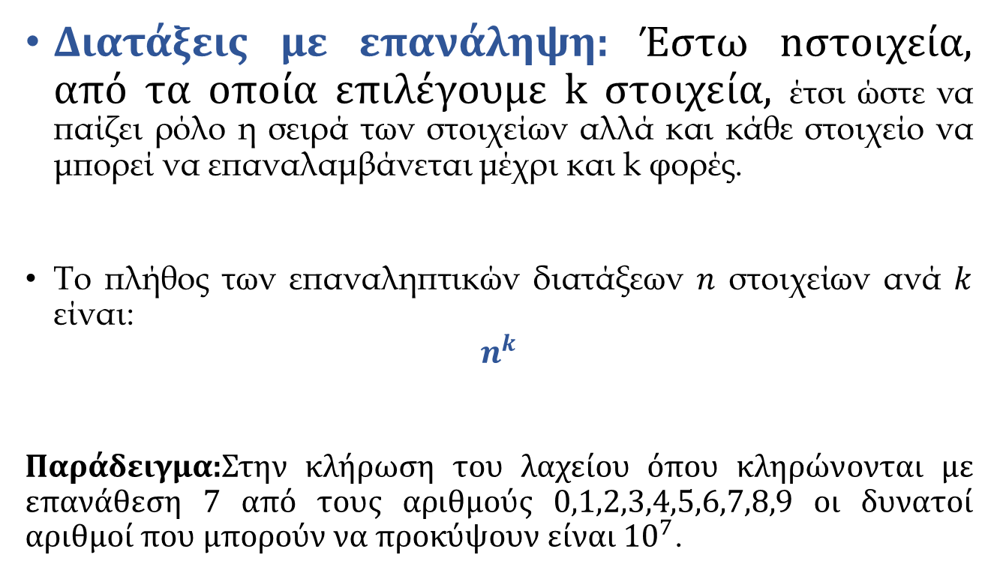 • Διατάξεις με επανάληψη: Έστω nστοιχεία,
από τα οποία επιλέγουμε k στοιχεία, έτσι ώστε να
παίζει ρόλο η σειρά των στοιχείων αλλά και κάθε στοιχείο να
μπορεί να επαναλαμβάνεται μέχρι και k φορές.
• Το πλήθος των επαναληπτικών διατάξεων n στοιχείων ανά k
είναι:
n^k
Παράδειγμα:Στην κλήρωση του λαχείου όπου κληρώνονται με
επανάθεση 7 από τους αριθμούς 0,1,2,3,4,5,6,7,8,9 οι δυνατοί
αριθμοί που μπορούν να προκύψουν είναι 10⁷.